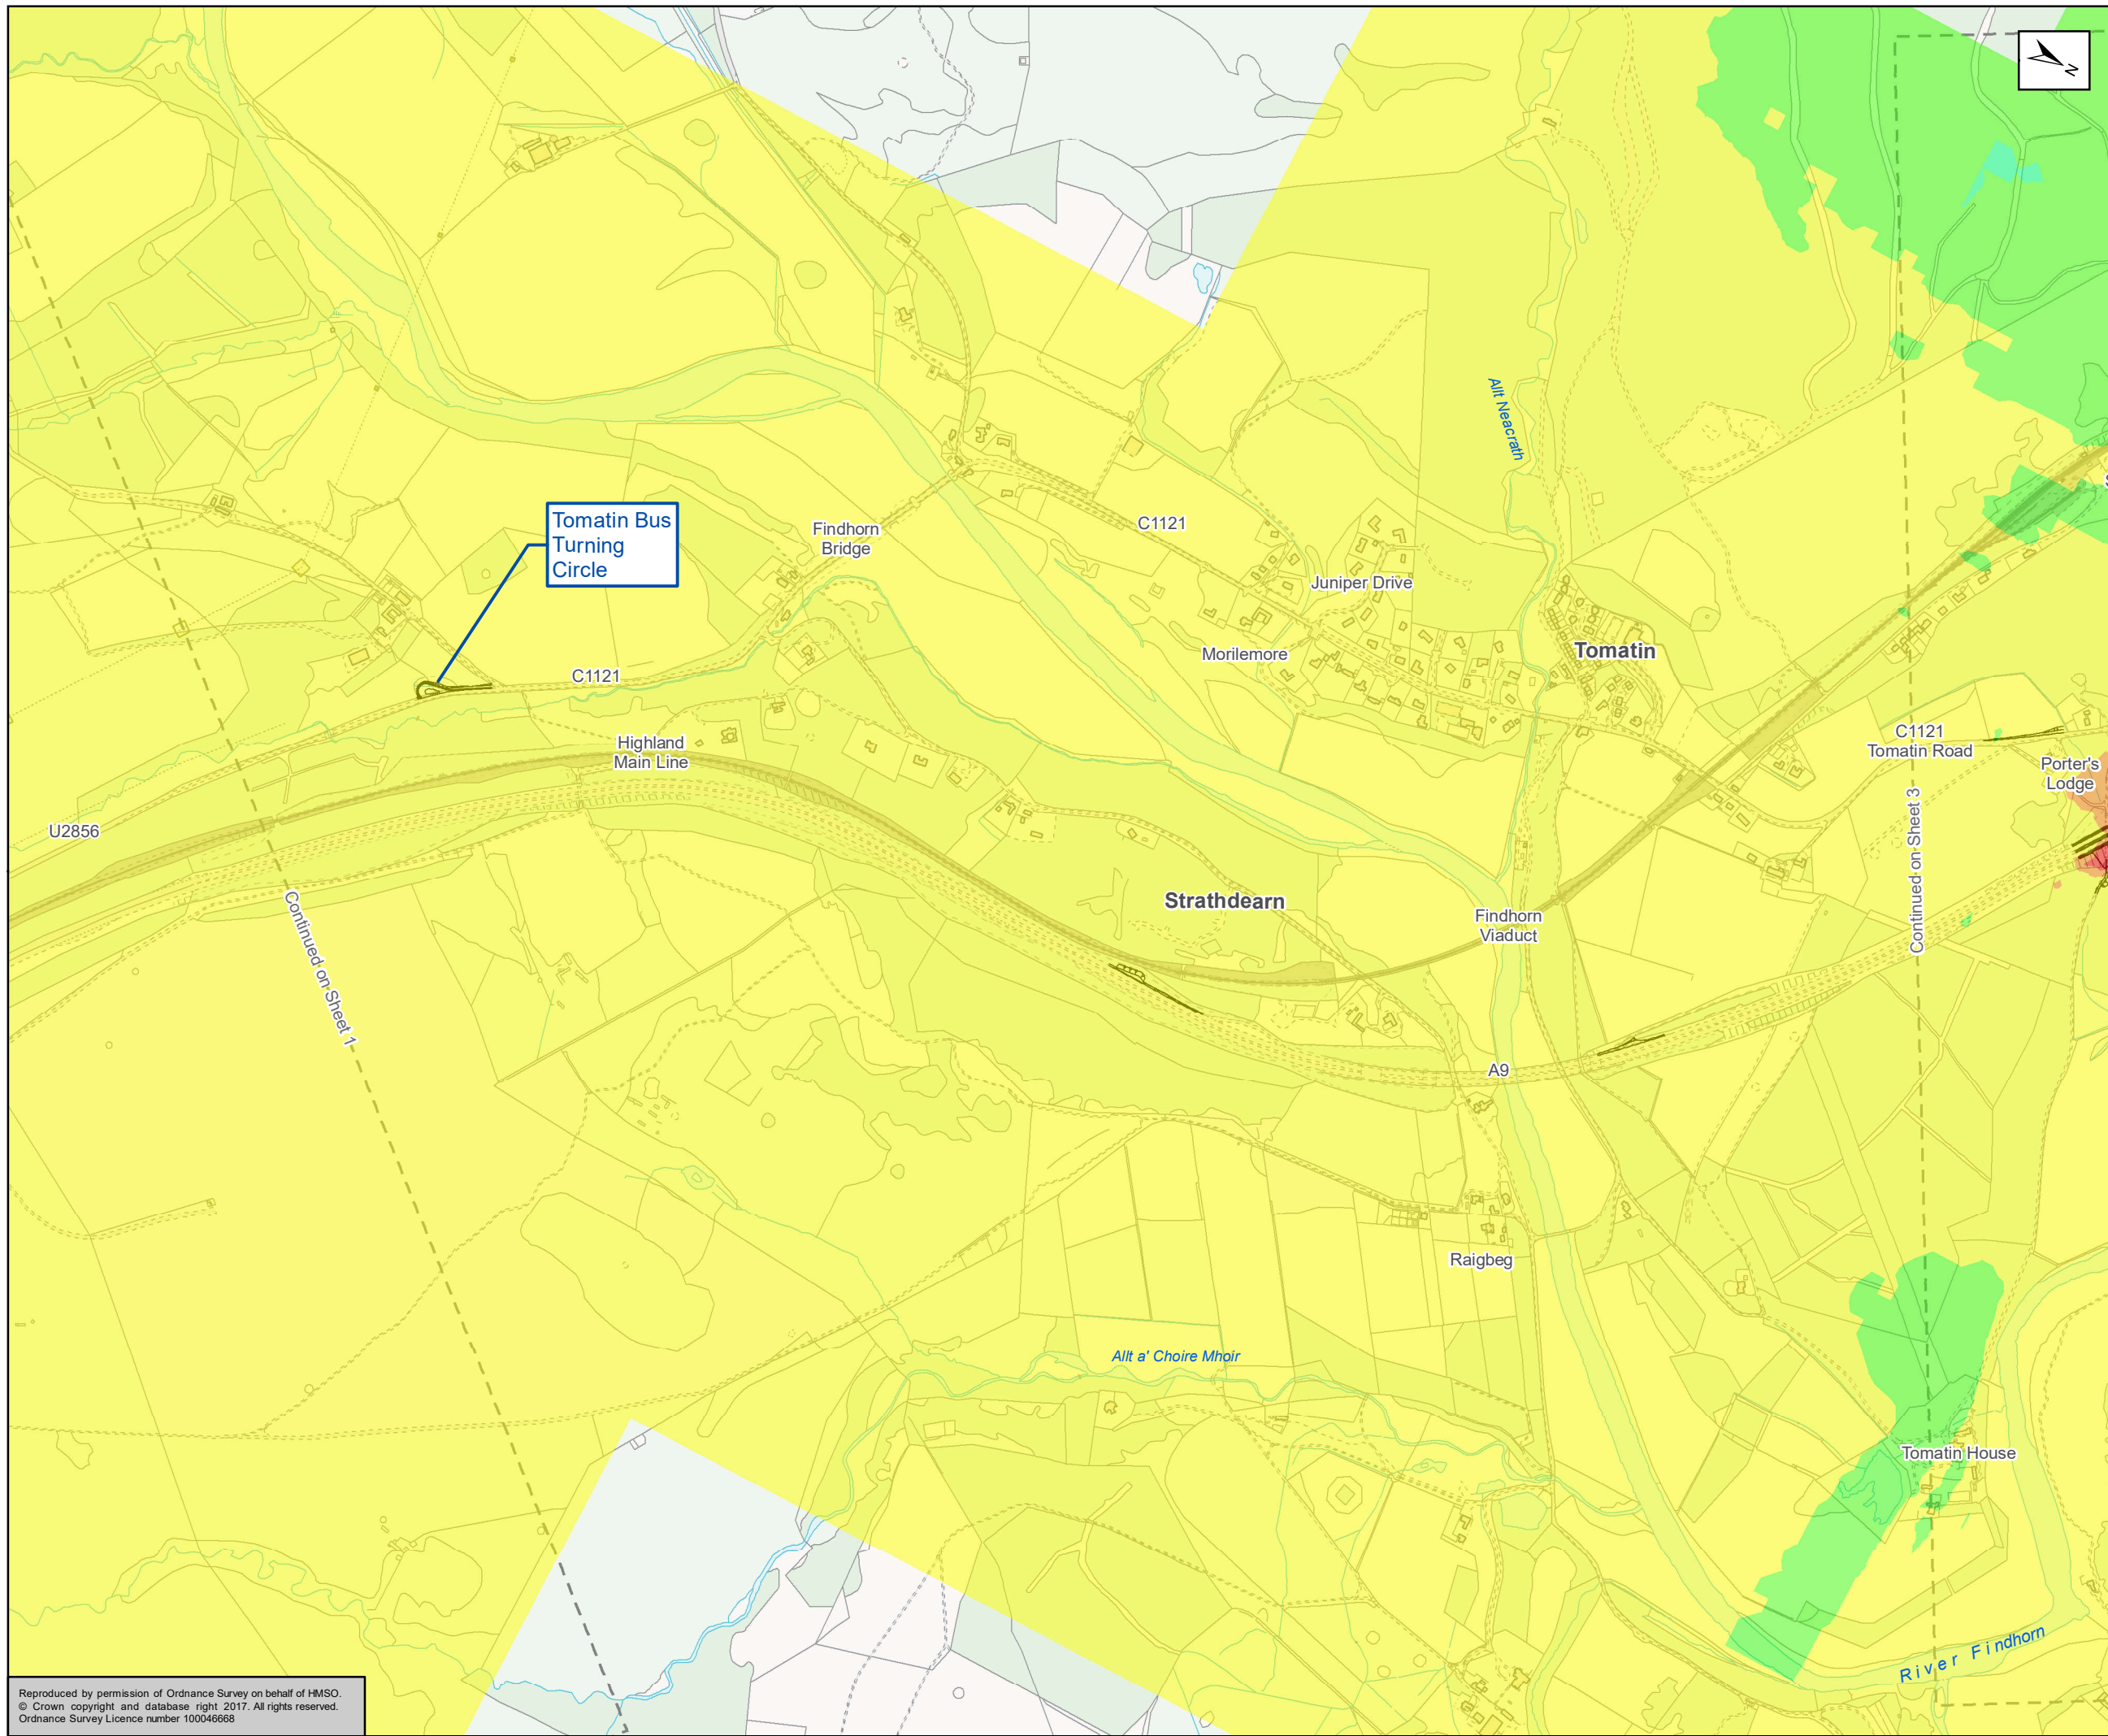 N
Allt Neacrath
Tomatin Bus
Turning
Circle
Findhorn
Bridge
C1121
Juniper Drive
Morilemore
Tomatin
C1121
Highland
Main Line
C1121
Tomatin Road
Porter's
Lodge
U2856
Continued on Sheet 1
Continued on Sheet 3
Strathdearn
Findhorn
Viaduct
A9
Raigbeg
Allt a' Choire Mhoir
Tomatin House
River Findhorn
Reproduced by permission of Ordnance Survey on behalf of HMSO.
© Crown copyright and database right 2017. All rights reserved.
Ordnance Survey Licence number 100046668